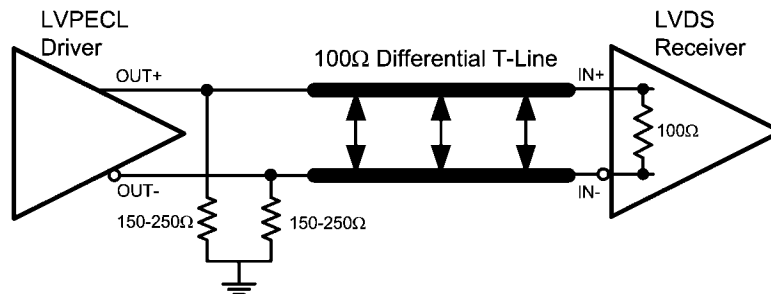 LVPECL
Driver
LVDS
Receiver
100Ω Differential T-Line
OUT+
IN+
100Ω
OUT-
IN-
150-250Ω
150-250Ω